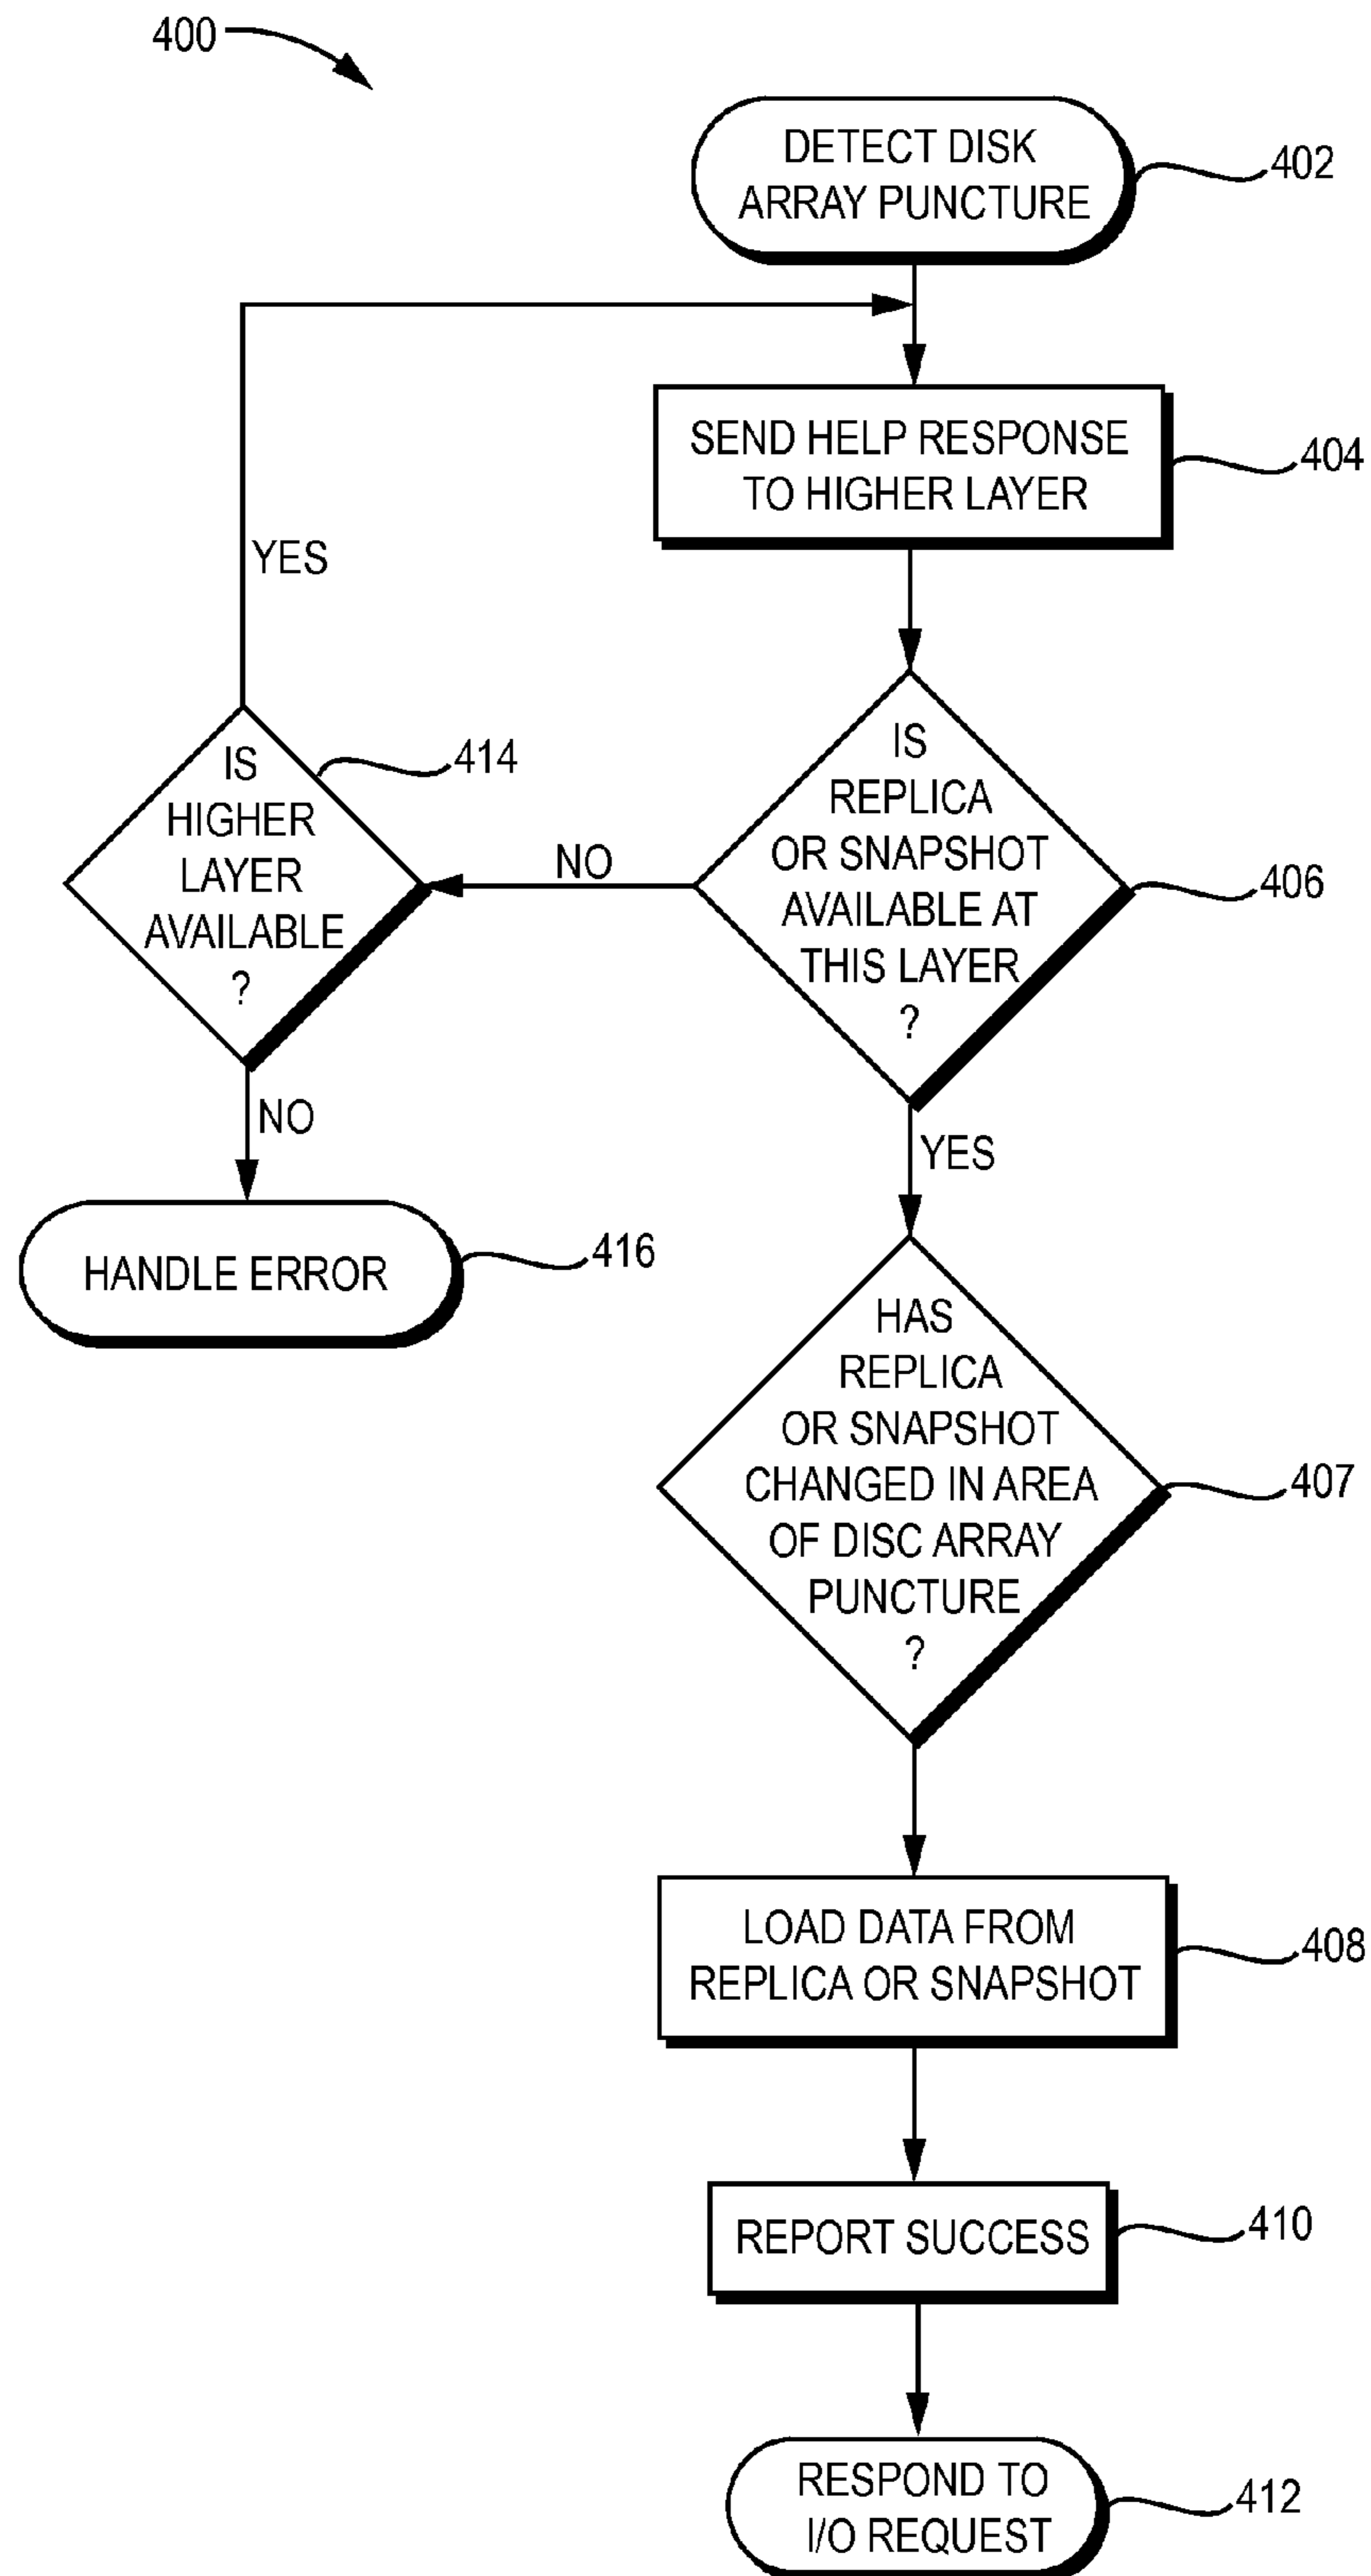 400
DETECT DISK
ARRAY PUNCTURE
402
SEND HELP RESPONSE
TO HIGHER LAYER
404
YES
IS
REPLICA
OR SNAPSHOT
AVAILABLE AT
THIS LAYER
?
406
NO
IS
HIGHER
LAYER
AVAILABLE
?
414
NO
HANDLE ERROR
416
YES
HAS
REPLICA
OR SNAPSHOT
CHANGED IN AREA
OF DISC ARRAY
PUNCTURE
?
407
LOAD DATA FROM
REPLICA OR SNAPSHOT
408
REPORT SUCCESS
410
RESPOND TO
I/O REQUEST
412